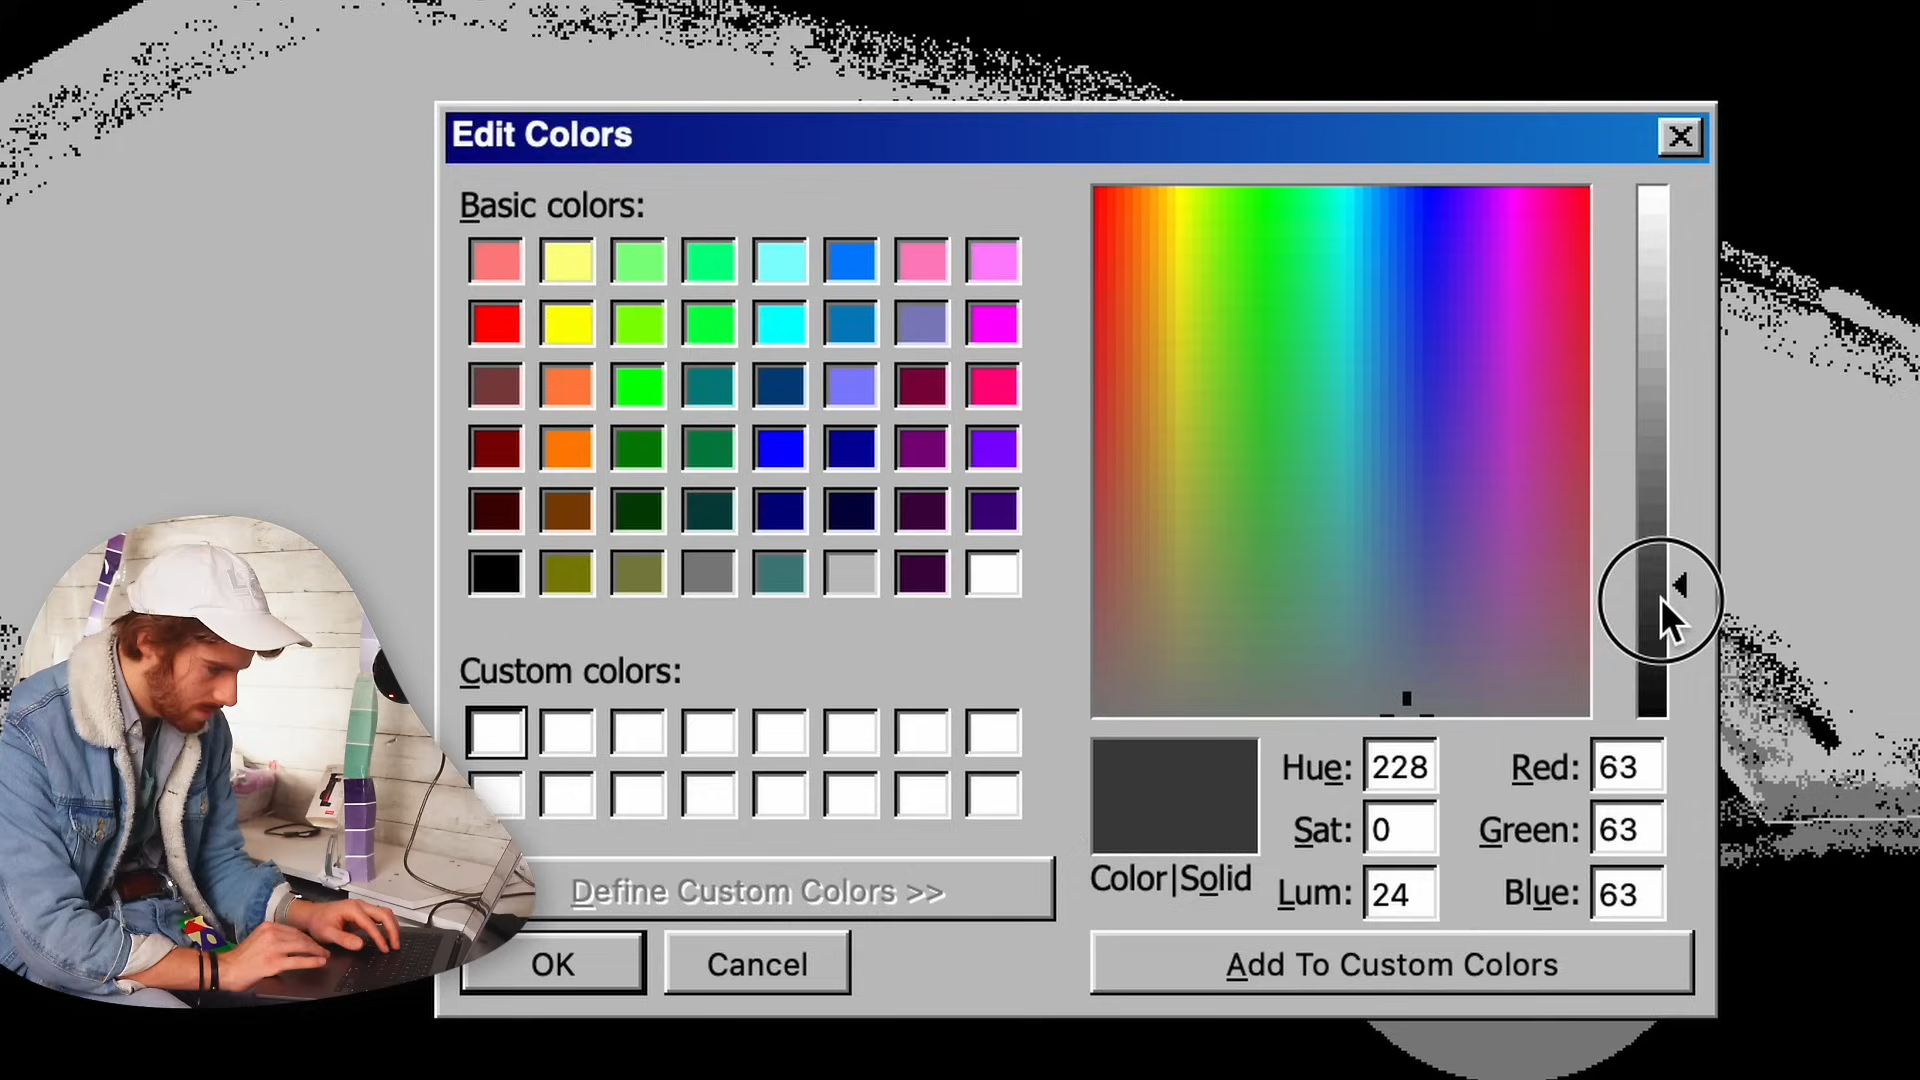 Edit Colors
Basic colors:
Custom colors:
Define Custom Colors >>
OK
Cancel
Color|Solid
Hue: 228
Sat: 0
Lum: 24
Red: 63
Green: 63
Blue: 63
Add To Custom Colors